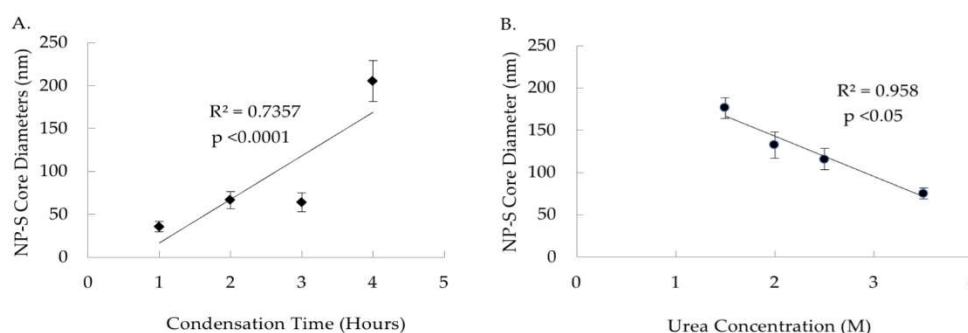 A.
NP-S Core Diameters (nm)
250
200
150
100
50
0
R² = 0.7357
p <0.0001
0 1 2 3 4 5
Condensation Time (Hours)
B.
NP-S Core Diameter (nm)
250
200
150
100
50
0
R² = 0.958
p <0.05
0 1 2 3
Urea Concentration (M)